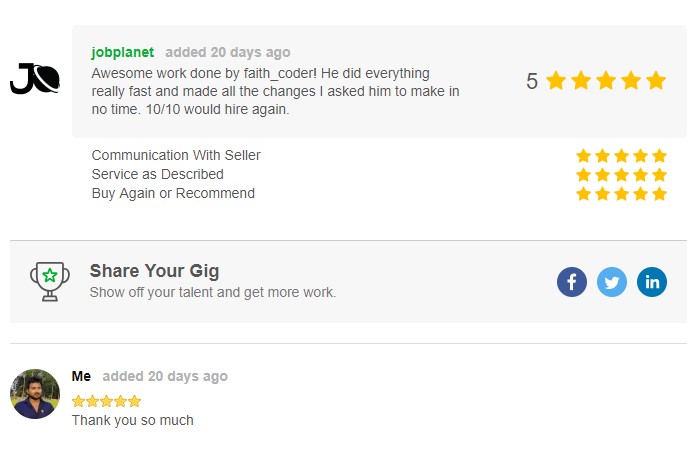 JO
jobplanet added 20 days ago
Awesome work done by faith_coder! He did everything
really fast and made all the changes I asked him to make in
no time. 10/10 would hire again.
5
Communication With Seller
Service as Described
Buy Again or Recommend
Share Your Gig
Show off your talent and get more work.
f
in
Me added 20 days ago
Thank you so much